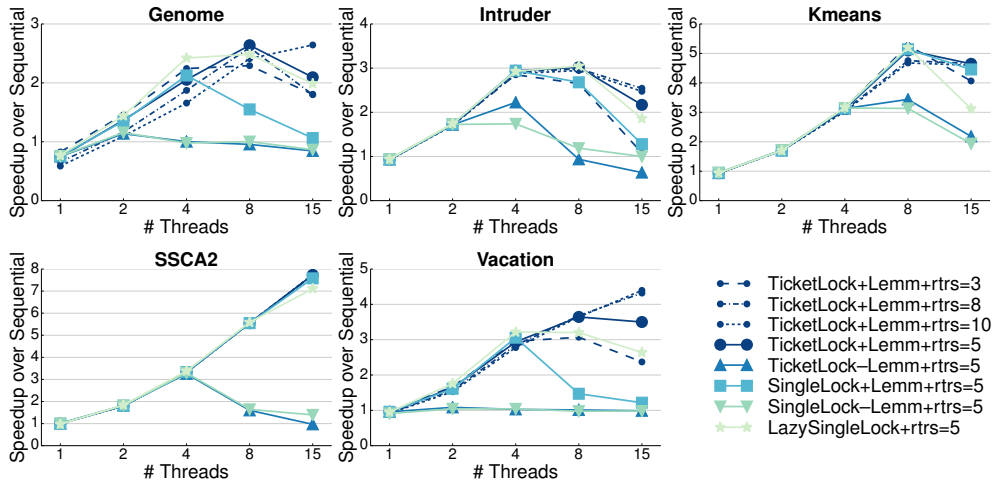 Genome
Speedup over Sequential
3
2
1
0
1 2 4 8 15
# Threads
Intruder
Speedup over Sequential
4
3
2
1
0
1 2 4 8 15
# Threads
Kmeans
Speedup over Sequential
6
5
4
3
2
1
0
1 2 4 8 15
# Threads
SSCA2
Speedup over Sequential
8
7
6
5
4
3
2
1
0
1 2 4 8 15
# Threads
Vacation
Speedup over Sequential
5
4
3
2
1
0
1 2 4 8 15
# Threads
TicketLock+Lemm+rtrs=3
TicketLock+Lemm+rtrs=8
TicketLock+Lemm+rtrs=10
TicketLock+Lemm+rtrs=5
TicketLock–Lemm+rtrs=5
SingleLock+Lemm+rtrs=5
SingleLock–Lemm+rtrs=5
LazySingleLock+rtrs=5